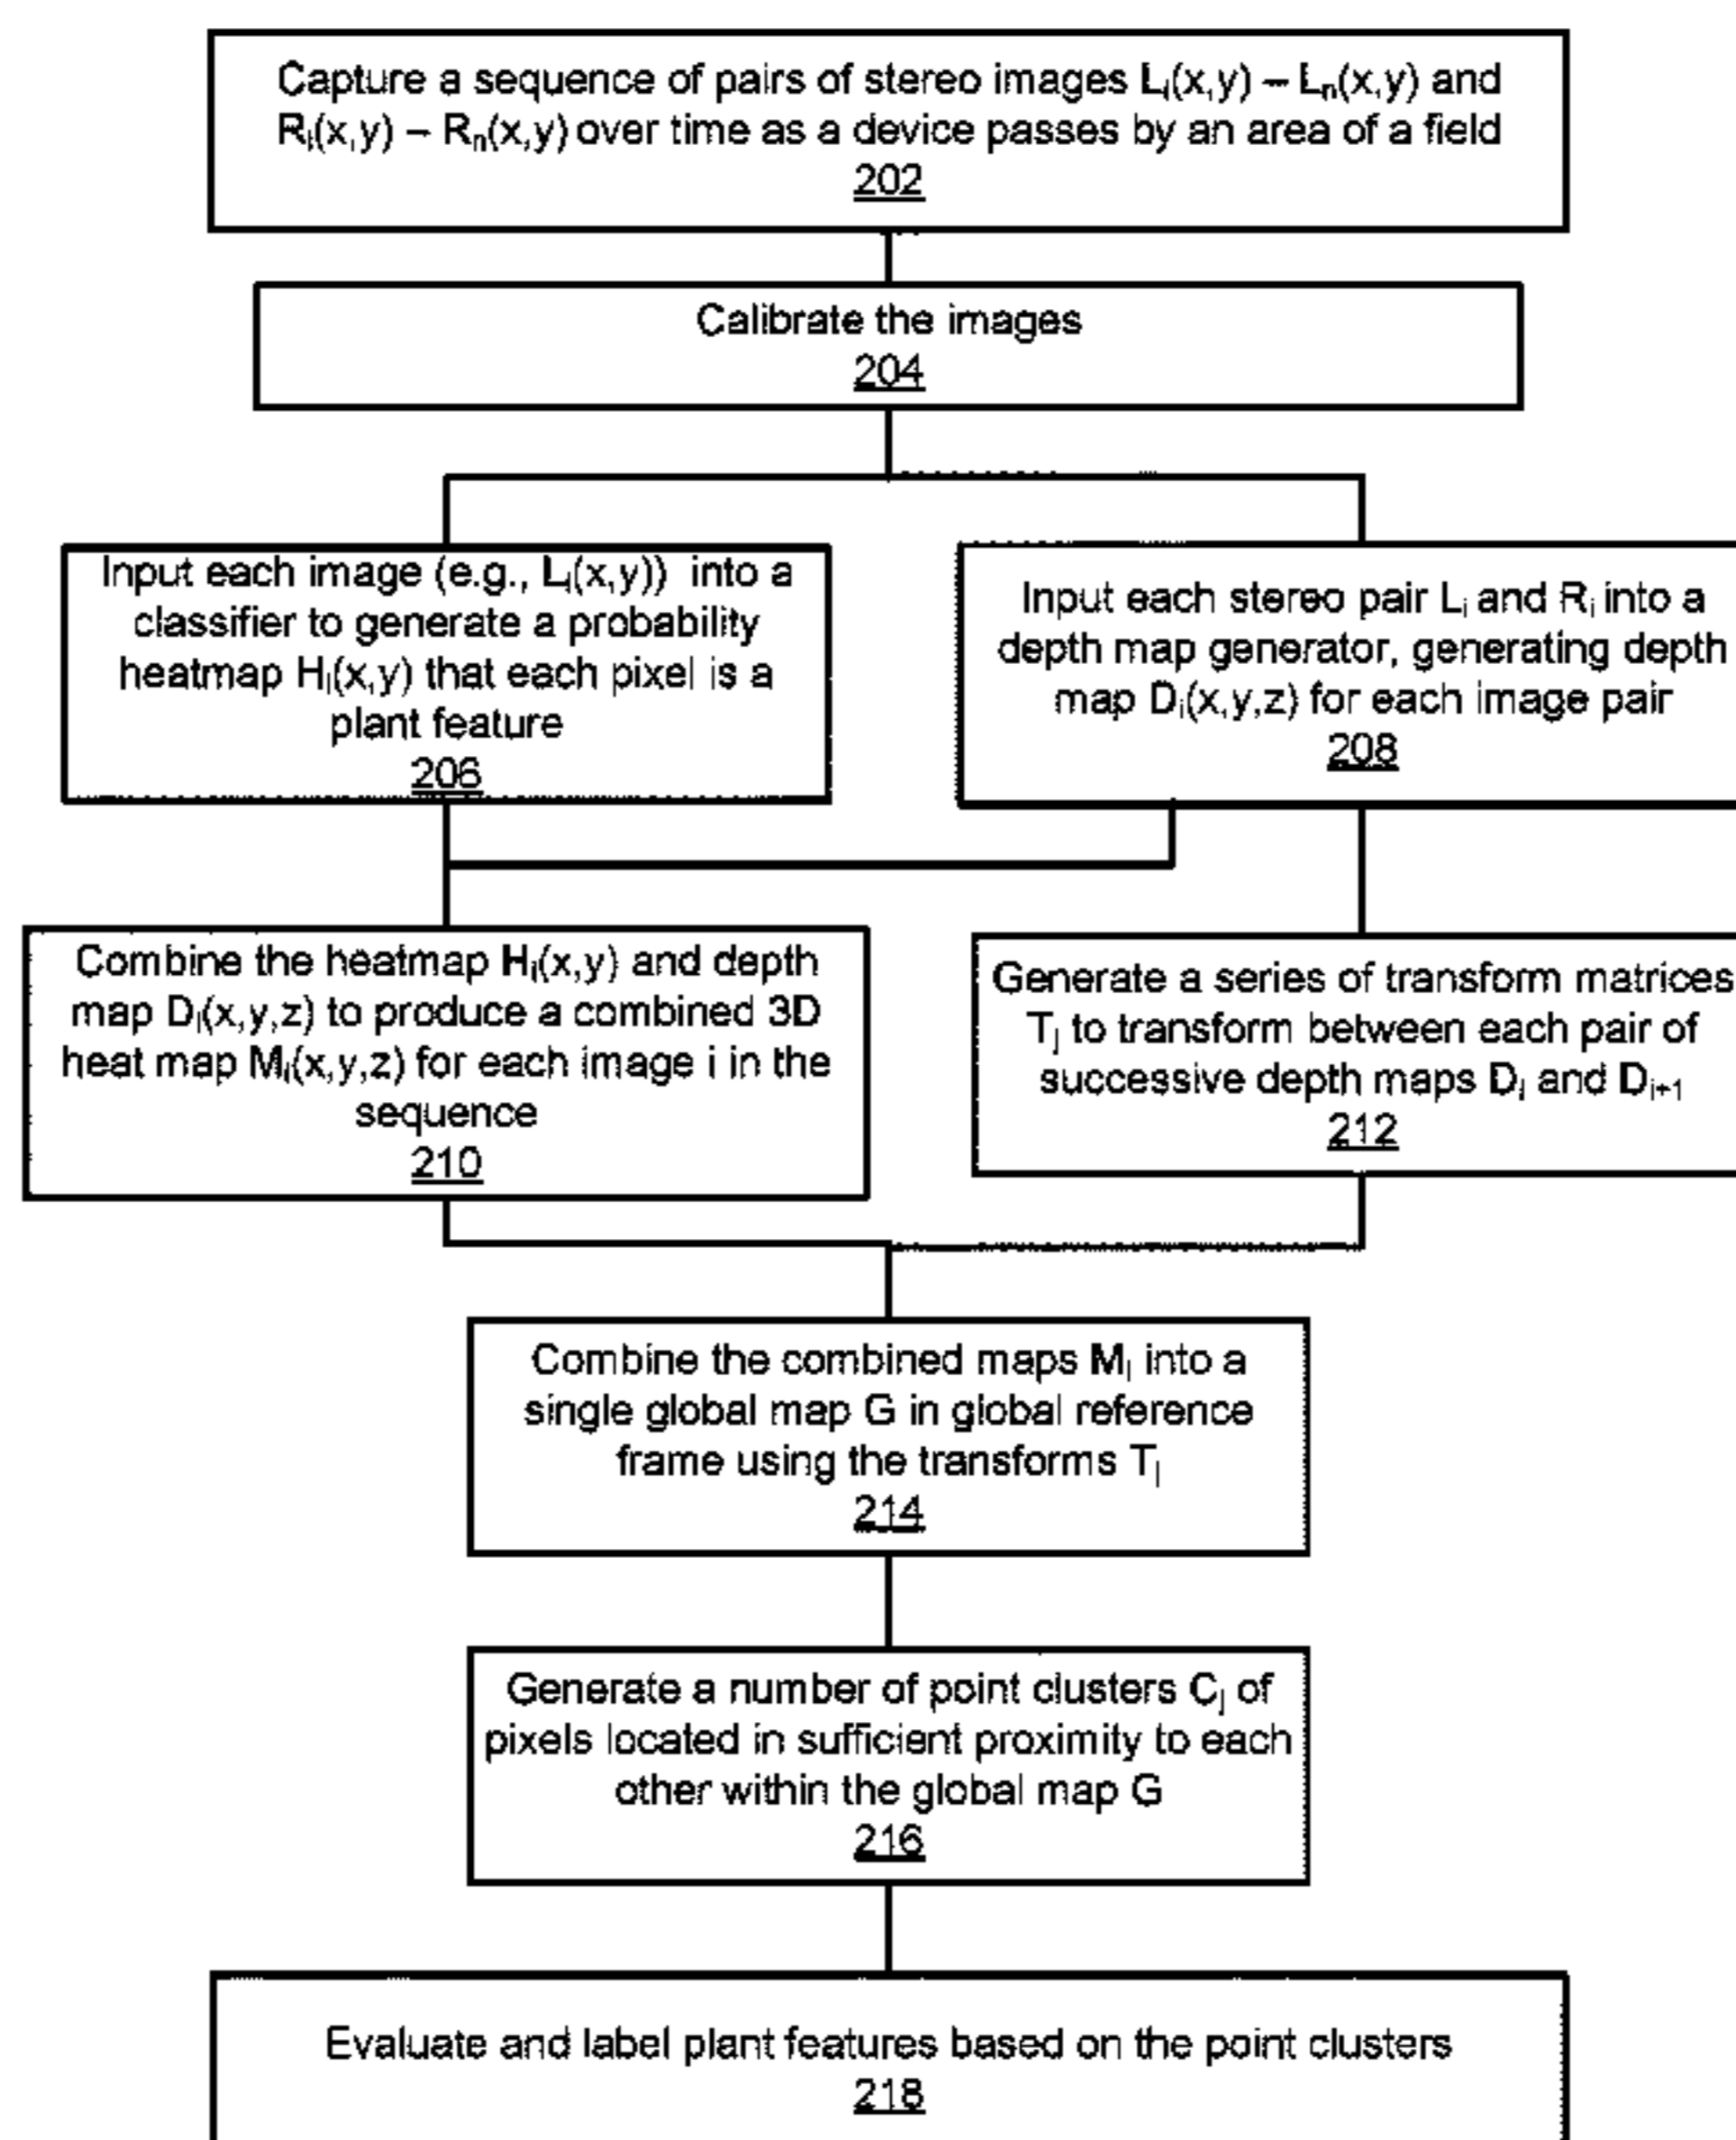 Capture a sequence of pairs of stereo images Lᵢ(x,y) – Lₙ(x,y) and
Rᵢ(x,y) – Rₙ(x,y) over time as a device passes by an area of a field
202
Calibrate the images
204
Input each image (e.g., Lᵢ(x,y)) into a
classifier to generate a probability
heatmap Hᵢ(x,y) that each pixel is a
plant feature
206
Input each stereo pair Lᵢ and Rᵢ into a
depth map generator, generating depth
map Dᵢ(x,y,z) for each image pair
208
Combine the heatmap Hᵢ(x,y) and depth
map Dᵢ(x,y,z) to produce a combined 3D
heat map Mᵢ(x,y,z) for each image i in the
sequence
210
Generate a series of transform matrices
Tⱼ to transform between each pair of
successive depth maps Dᵢ and Dᵢ₊₁
212
Combine the combined maps Mᵢ into a
single global map G in global reference
frame using the transforms Tⱼ
214
Generate a number of point clusters Cⱼ of
pixels located in sufficient proximity to each
other within the global map G
216
Evaluate and label plant features based on the point clusters
218